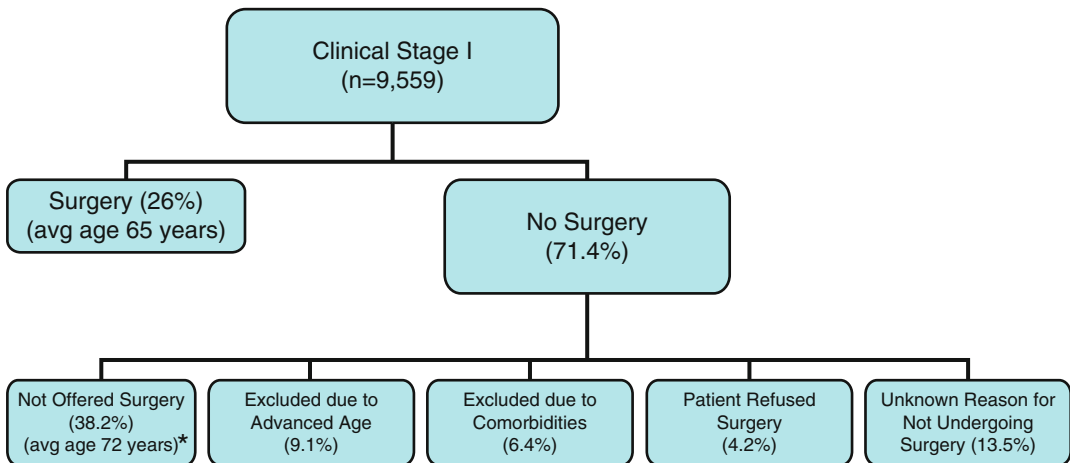 Clinical Stage I
(n=9,559)
Surgery (26%)
(avg age 65 years)
No Surgery
(71.4%)
Not Offered Surgery
(38.2%)
(avg age 72 years)*
Excluded due to
Advanced Age
(9.1%)
Excluded due to
Comorbidities
(6.4%)
Patient Refused
Surgery
(4.2%)
Unknown Reason for
Not Undergoing
Surgery (13.5%)